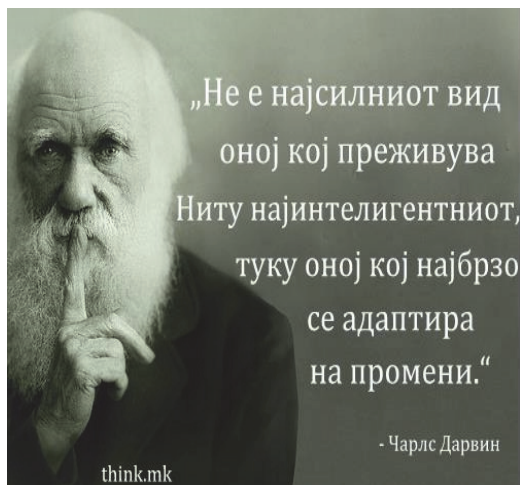 „Не е најсилниот вид
оној кој преживува
Ниту најинтелигентниот,
туку оној кој најбрзо
се адаптира
на промени.“
- Чарлс Дарвин
think.mk